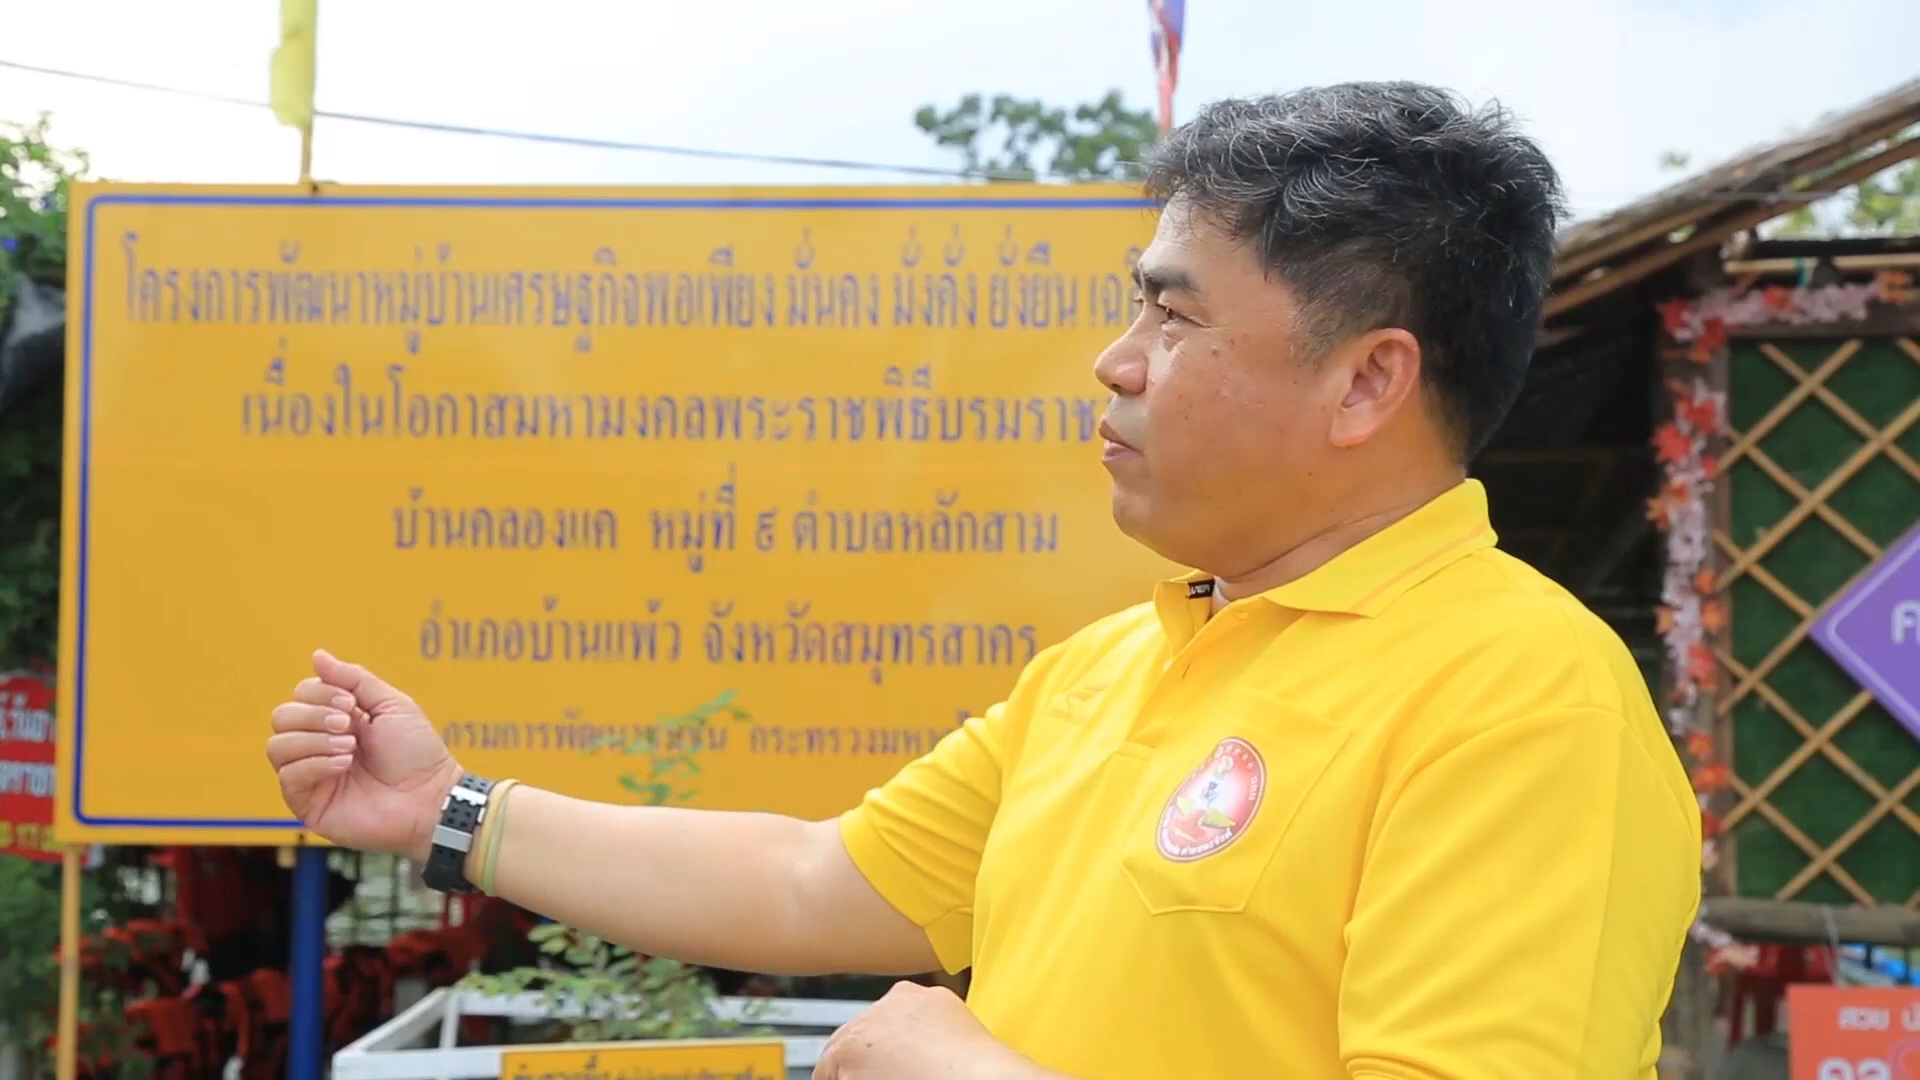 โครงการพัฒนาหมู่บ้านเศรษฐกิจพอเพียง มั่นคง มั่งคั่ง ยั่งยืน
เนื่องในโอกาสมหามงคลพระราชพิธีบรมราช
บ้านคลองแค หมู่ที่ ๙ ตำบลหลักสาม
อำเภอบ้านแพ้ว จังหวัดสมุทรสาคร
กรมการพัฒนาชุมชน กระทรวงมหา
สวย